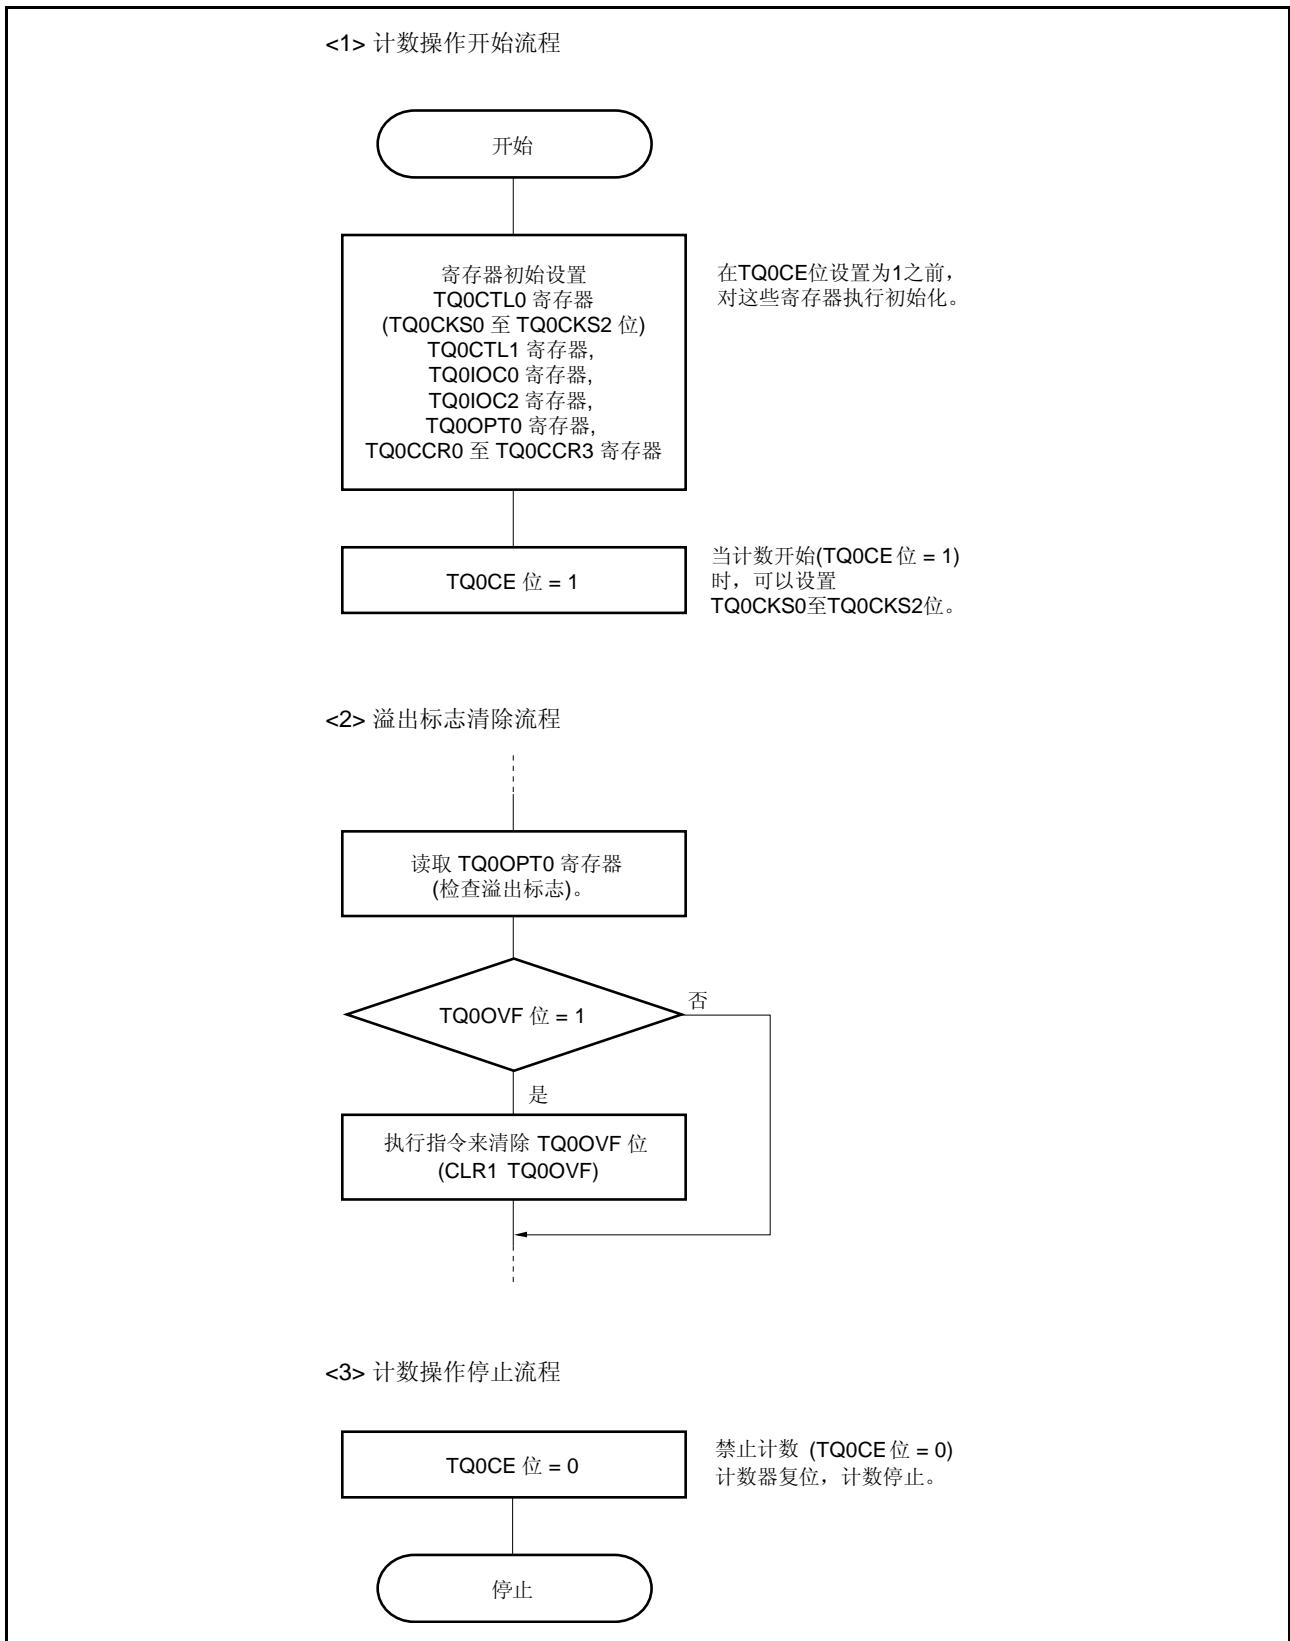 <1> 计数操作开始流程
开始
寄存器初始设置
TQ0CTL0 寄存器
(TQ0CKS0 至 TQ0CKS2 位)
TQ0CTL1 寄存器,
TQ0IOC0 寄存器,
TQ0IOC2 寄存器,
TQ0OPT0 寄存器,
TQ0CCR0 至 TQ0CCR3 寄存器
在TQ0CE位设置为1之前，
对这些寄存器执行初始化。
TQ0CE 位 = 1
当计数开始(TQ0CE 位 = 1)
时，可以设置
TQ0CKS0至TQ0CKS2位。
<2> 溢出标志清除流程
读取 TQ0OPT0 寄存器
(检查溢出标志)。
TQ0OVF 位 = 1
否
是
执行指令来清除 TQ0OVF 位
(CLR1 TQ0OVF)
<3> 计数操作停止流程
TQ0CE 位 = 0
禁止计数 (TQ0CE 位 = 0)
计数器复位，计数停止。
停止